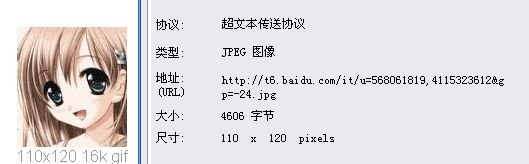 协议: 超文本传送协议
类型: JPEG 图像
地址: http://t6.baidu.com/it/u=568061819,4115323612&g
(URL) p=-24.jpg
大小: 4606 字节
尺寸: 110 x 120 pixels
110x120 16k gif